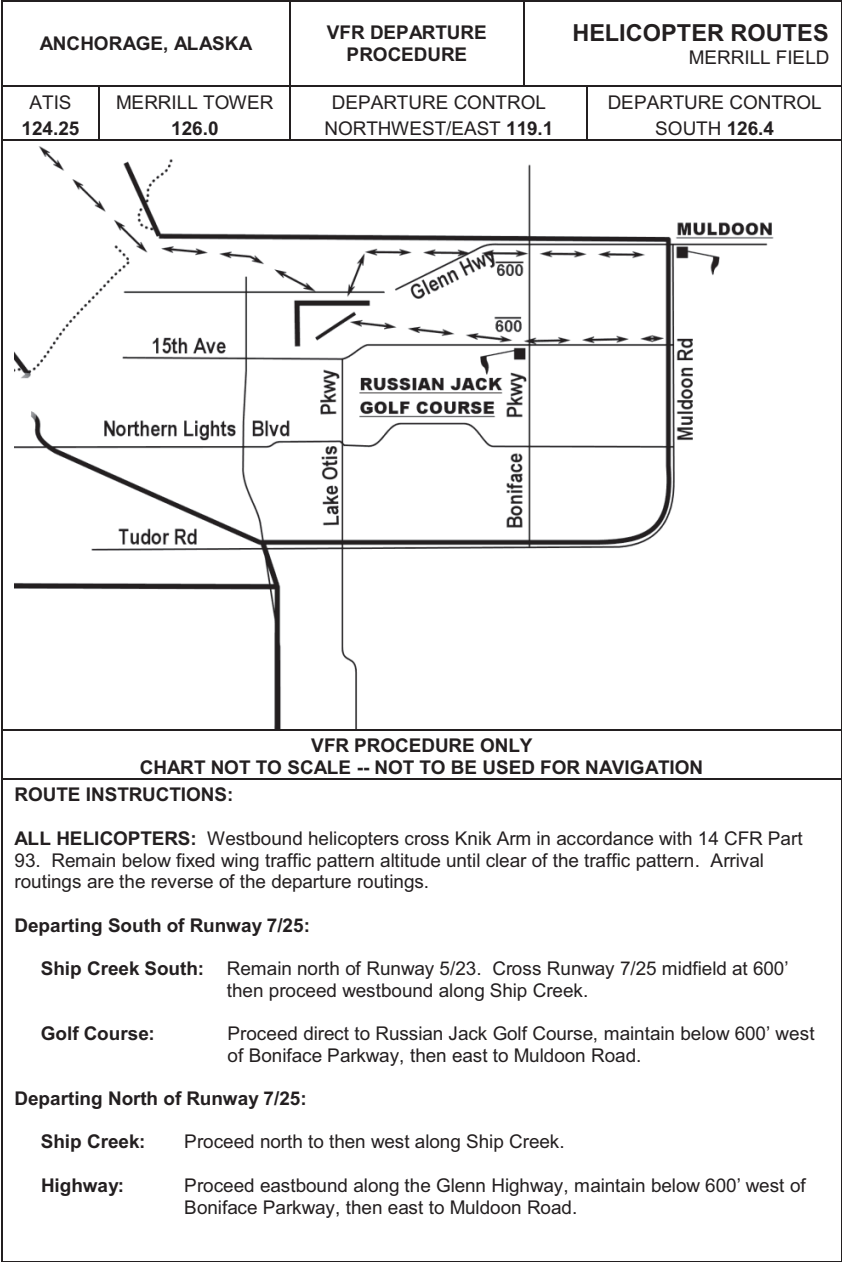 ANCHORAGE, ALASKA
VFR DEPARTURE
PROCEDURE
HELICOPTER ROUTES
MERRILL FIELD
ATIS
124.25
MERRILL TOWER
126.0
DEPARTURE CONTROL
NORTHWEST/EAST 119.1
DEPARTURE CONTROL
SOUTH 126.4
MULDOON
Glenn Hwy
600
600
15th Ave
RUSSIAN JACK
GOLF COURSE
Pkwy
Pkwy
Muldoon Rd
Northern Lights Blvd
Lake Otis
Boniface
Tudor Rd
VFR PROCEDURE ONLY
CHART NOT TO SCALE -- NOT TO BE USED FOR NAVIGATION
ROUTE INSTRUCTIONS:
ALL HELICOPTERS: Westbound helicopters cross Knik Arm in accordance with 14 CFR Part
93. Remain below fixed wing traffic pattern altitude until clear of the traffic pattern. Arrival
routings are the reverse of the departure routings.
Departing South of Runway 7/25:
Ship Creek South: Remain north of Runway 5/23. Cross Runway 7/25 midfield at 600’
then proceed westbound along Ship Creek.
Golf Course: Proceed direct to Russian Jack Golf Course, maintain below 600’ west
of Boniface Parkway, then east to Muldoon Road.
Departing North of Runway 7/25:
Ship Creek: Proceed north to then west along Ship Creek.
Highway: Proceed eastbound along the Glenn Highway, maintain below 600’ west of
Boniface Parkway, then east to Muldoon Road.